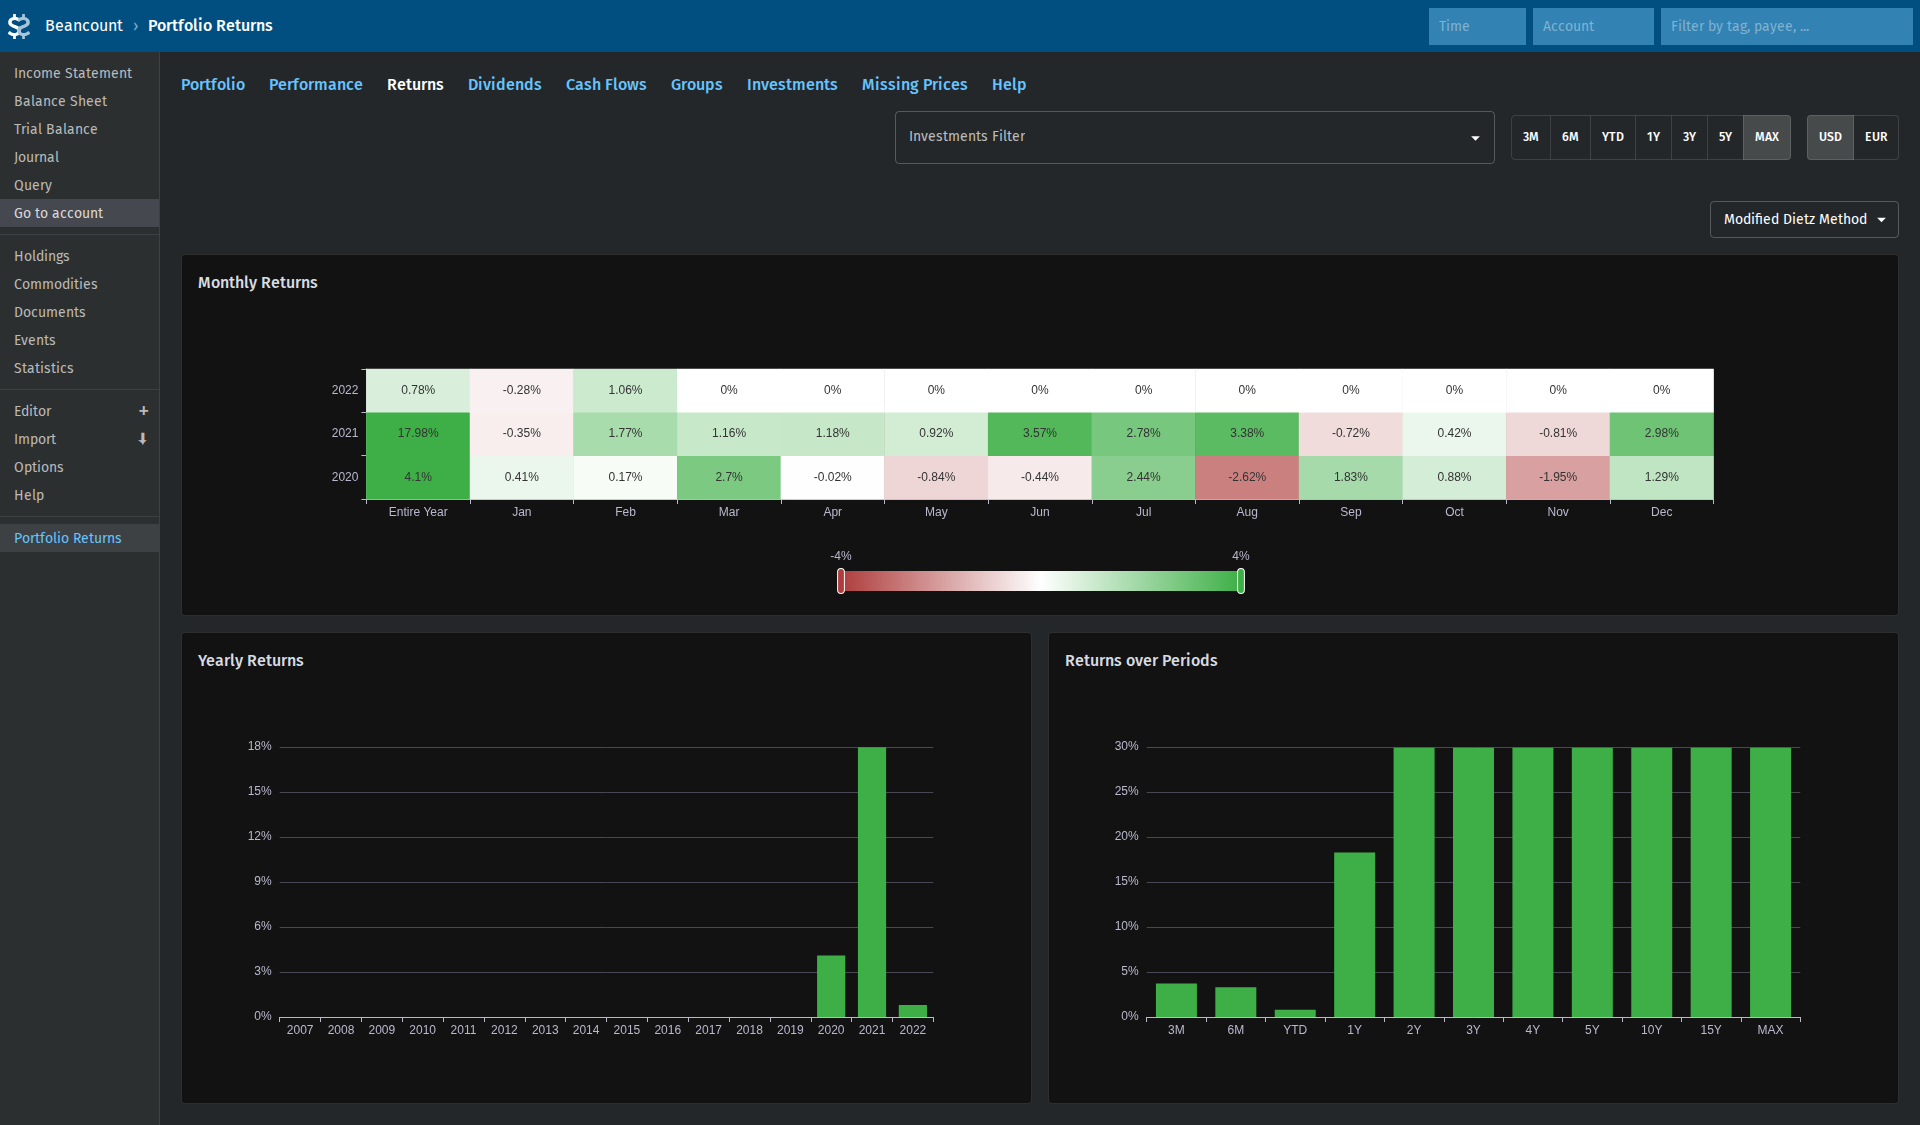 Beancount › Portfolio Returns
Time
Account
Filter by tag, payee, ...
Income Statement
Balance Sheet
Trial Balance
Journal
Query
Go to account
Holdings
Commodities
Documents
Events
Statistics
Editor +
Import
Options
Help
Portfolio Returns
Portfolio Performance Returns Dividends Cash Flows Groups Investments Missing Prices Help
Investments Filter
3M 6M YTD 1Y 3Y 5Y MAX
USD EUR
Modified Dietz Method
Monthly Returns
2022 0.78% -0.28% 1.06% 0% 0% 0% 0% 0% 0% 0% 0% 0% 0%
2021 17.98% -0.35% 1.77% 1.16% 1.18% 0.92% 3.57% 2.78% 3.38% -0.72% 0.42% -0.81% 2.98%
2020 4.1% 0.41% 0.17% 2.7% -0.02% -0.84% -0.44% 2.44% -2.62% 1.83% 0.88% -1.95% 1.29%
Entire Year Jan Feb Mar Apr May Jun Jul Aug Sep Oct Nov Dec
-4% 4%
Yearly Returns
18%
15%
12%
9%
6%
3%
0%
2007 2008 2009 2010 2011 2012 2013 2014 2015 2016 2017 2018 2019 2020 2021 2022
Returns over Periods
30%
25%
20%
15%
10%
5%
0%
3M 6M YTD 1Y 2Y 3Y 4Y 5Y 10Y 15Y MAX